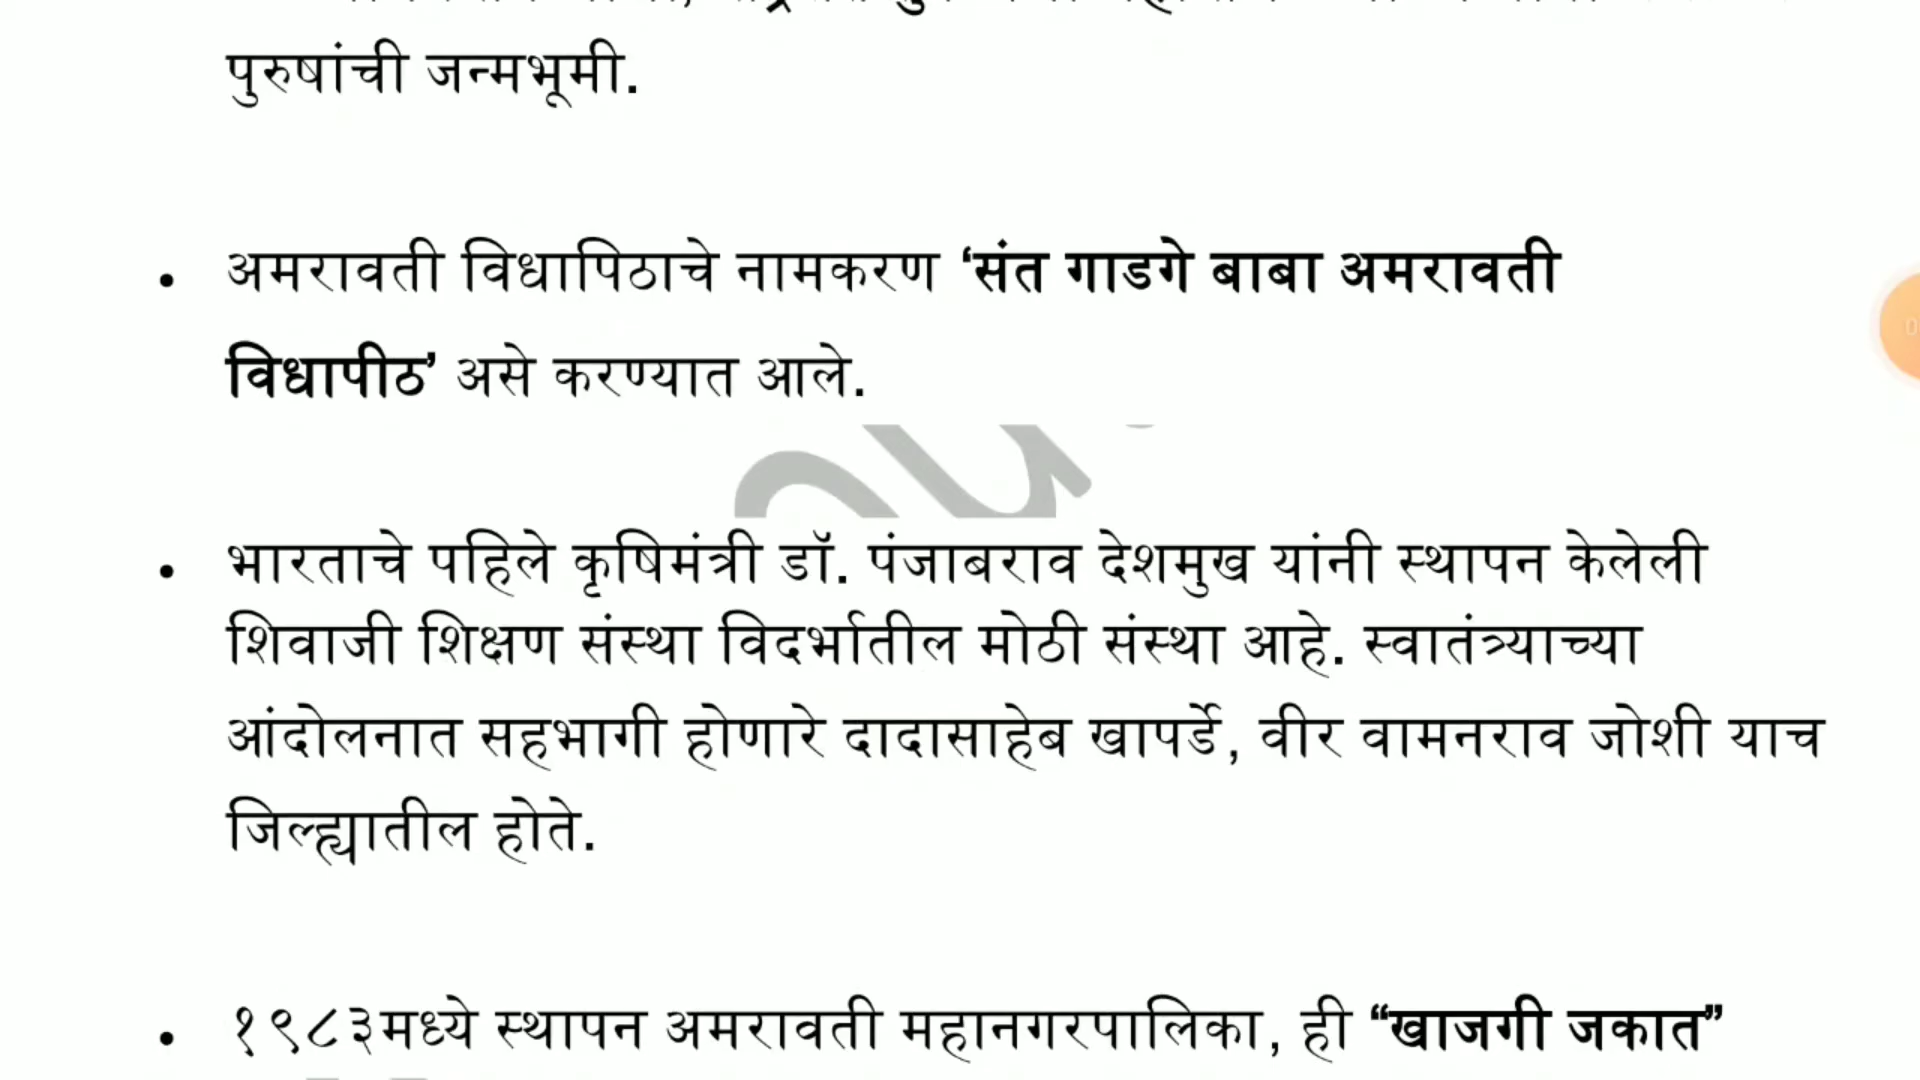 पुरुषांची जन्मभूमी.
• अमरावती विधापिठाचे नामकरण ‘संत गाडगे बाबा अमरावती
विधापीठ’ असे करण्यात आले.
• भारताचे पहिले कृषिमंत्री डॉ. पंजाबराव देशमुख यांनी स्थापन केलेली
शिवाजी शिक्षण संस्था विदर्भातील मोठी संस्था आहे. स्वातंत्र्याच्या
आंदोलनात सहभागी होणारे दादासाहेब खापर्डे, वीर वामनराव जोशी याच
जिल्ह्यातील होते.
• १९८३मध्ये स्थापन अमरावती महानगरपालिका, ही “खाजगी जकात”